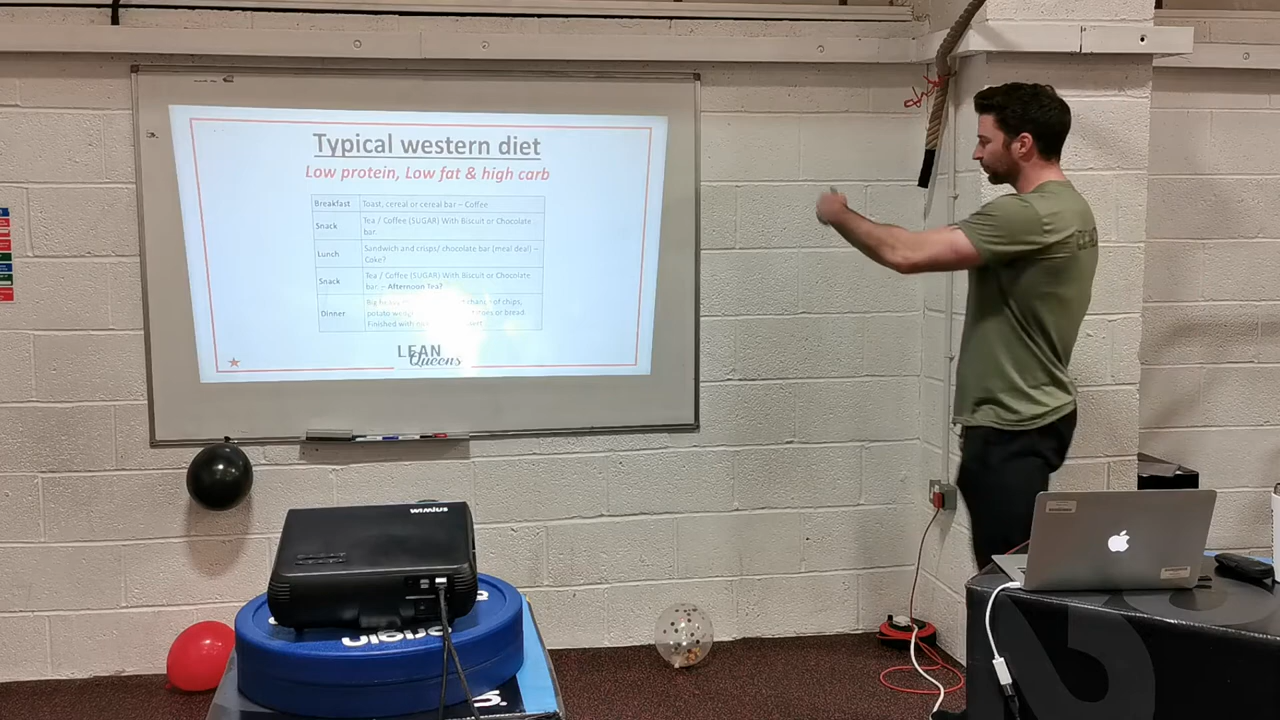 Typical western diet
Low protein, Low fat & high carb
Breakfast Toast, cereal or cereal bar – Coffee
Snack Tea / Coffee (SUGAR) With Biscuit or Chocolate
bar.
Lunch Sandwich and crisps/ chocolate bar (meal deal) –
Coke?
Snack Tea / Coffee (SUGAR) With Biscuit or Chocolate
bar. – Afternoon Tea?
Dinner Big of chips,
potato or bread
Finished with
LEAN
Queens
WIMIUS